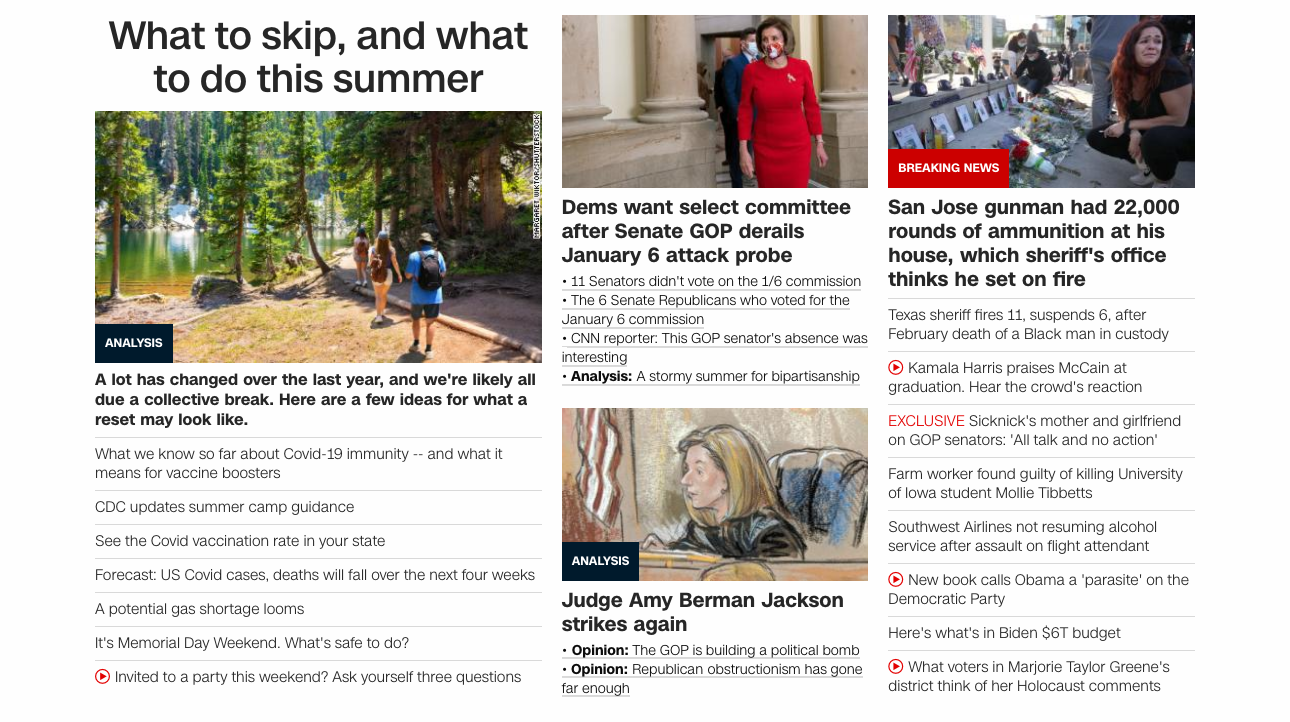 What to skip, and what
to do this summer
MARGARET.WIKTOR/SHUTTERSTOCK
ANALYSIS
A lot has changed over the last year, and we're likely all
due a collective break. Here are a few ideas for what a
reset may look like.
What we know so far about Covid-19 immunity -- and what it
means for vaccine boosters
CDC updates summer camp guidance
See the Covid vaccination rate in your state
Forecast: US Covid cases, deaths will fall over the next four weeks
A potential gas shortage looms
It's Memorial Day Weekend. What's safe to do?
Invited to a party this weekend? Ask yourself three questions
Dems want select committee
after Senate GOP derails
January 6 attack probe
• 11 Senators didn't vote on the 1/6 commission
• The 6 Senate Republicans who voted for the
January 6 commission
• CNN reporter: This GOP senator's absence was
interesting
• Analysis: A stormy summer for bipartisanship
ANALYSIS
Judge Amy Berman Jackson
strikes again
• Opinion: The GOP is building a political bomb
• Opinion: Republican obstructionism has gone
far enough
BREAKING NEWS
San Jose gunman had 22,000
rounds of ammunition at his
house, which sheriff's office
thinks he set on fire
Texas sheriff fires 11, suspends 6, after
February death of a Black man in custody
Kamala Harris praises McCain at
graduation. Hear the crowd's reaction
EXCLUSIVE Sicknick's mother and girlfriend
on GOP senators: 'All talk and no action'
Farm worker found guilty of killing University
of Iowa student Mollie Tibbetts
Southwest Airlines not resuming alcohol
service after assault on flight attendant
New book calls Obama a 'parasite' on the
Democratic Party
Here's what's in Biden $6T budget
What voters in Marjorie Taylor Greene's
district think of her Holocaust comments